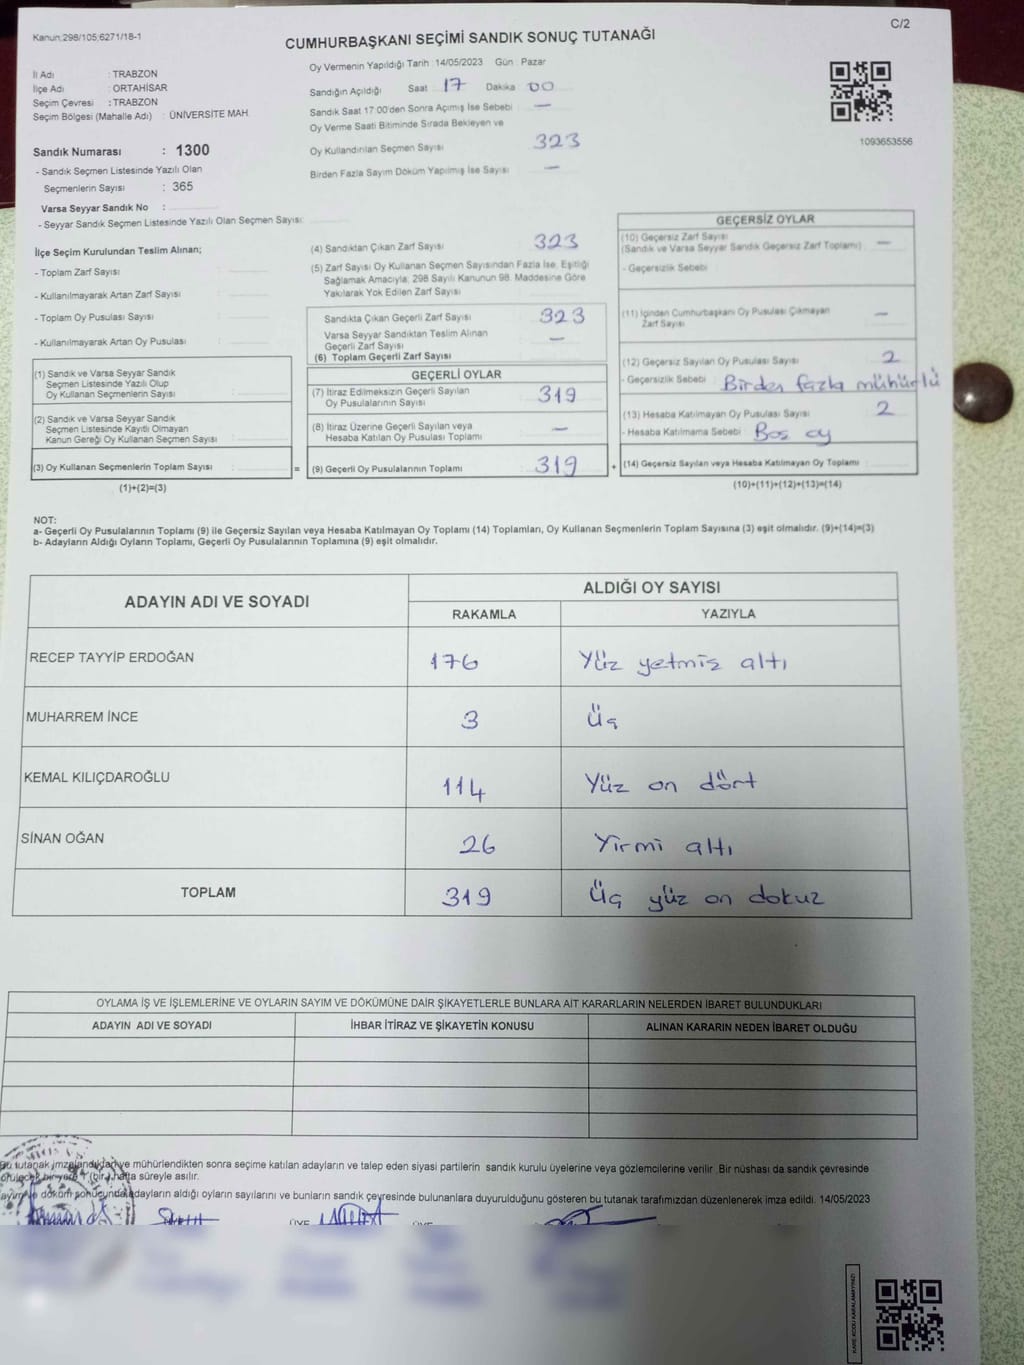 Kanun:298/105;6271/18-1
C/2
CUMHURBAŞKANI SEÇİMİ SANDIK SONUÇ TUTANAĞI
İl Adı : TRABZON
İlçe Adı : ORTAHİSAR
Seçim Çevresi : TRABZON
Seçim Bölgesi (Mahalle Adı) : ÜNİVERSİTE MAH.
Sandık Numarası : 1300
- Sandık Seçmen Listesinde Yazılı Olan
Seçmenlerin Sayısı : 365
Varsa Seyyar Sandık No :
- Seyyar Sandık Seçmen Listesinde Yazılı Olan Seçmen Sayısı:
Oy Vermenin Yapıldığı Tarih :14/05/2023 Gün : Pazar
Sandığın Açıldığı Saat 17 Dakika 00
Sandık Saat 17:00'den Sonra Açımış İse Sebebi —
Oy Verme Saati Bitiminde Sırada Bekleyen ve
Oy Kullandırılan Seçmen Sayısı 323
Birden Fazla Sayım Döküm Yapılmış İse Sayısı —
1093653556
İlçe Seçim Kurulundan Teslim Alınan;
- Toplam Zarf Sayısı :
- Kullanılmayarak Artan Zarf Sayısı :
- Toplam Oy Pusulası Sayısı :
- Kullanılmayarak Artan Oy Pusulası :
(1) Sandık ve Varsa Seyyar Sandık
Seçmen Listesinde Yazılı Olup
Oy Kullanan Seçmenlerin Sayısı :
(2) Sandık ve Varsa Seyyar Sandık
Seçmen Listesinde Kayıtlı Olmayan
Kanun Gereği Oy Kullanan Seçmen Sayısı :
(3) Oy Kullanan Seçmenlerin Toplam Sayısı : =
(1)+(2)=(3)
(4) Sandıktan Çıkan Zarf Sayısı 323
(5) Zarf Sayısı Oy Kullanan Seçmen Sayısından Fazla İse, Eşitliği
Sağlamak Amacıyla; 298 Sayılı Kanunun 98. Maddesine Göre
Yakılarak Yok Edilen Zarf Sayısı
Sandıkta Çıkan Geçerli Zarf Sayısı 323
Varsa Seyyar Sandıktan Teslim Alınan
Geçerli Zarf Sayısı —
(6) Toplam Geçerli Zarf Sayısı
GEÇERLİ OYLAR
(7) İtiraz Edilmeksizin Geçerli Sayılan
Oy Pusulalarının Sayısı 319
(8) İtiraz Üzerine Geçerli Sayılan veya
Hesaba Katılan Oy Pusulası Toplamı —
(9) Geçerli Oy Pusulalarının Toplamı 319 +
GEÇERSİZ OYLAR
(10) Geçersiz Zarf Sayısı
(Sandık ve Varsa Seyyar Sandık Geçersiz Zarf Toplamı) —
- Geçersizlik Sebebi
(11) İçinden Cumhurbaşkanı Oy Pusulası Çıkmayan
Zarf Sayısı —
(12) Geçersiz Sayılan Oy Pusulası Sayısı 2
- Geçersizlik Sebebi : Birden fazla mühürlü
(13) Hesaba Katılmayan Oy Pusulası Sayısı 2
- Hesaba Katılmama Sebebi : Boş oy
(14) Geçersiz Sayılan veya Hesaba Katılmayan Oy Toplamı
(10)+(11)+(12)+(13)=(14)
NOT:
a- Geçerli Oy Pusulalarının Toplamı (9) ile Geçersiz Sayılan veya Hesaba Katılmayan Oy Toplamı (14) Toplamları, Oy Kullanan Seçmenlerin Toplam Sayısına (3) eşit olmalıdır. (9)+(14)=(3)
b- Adayların Aldığı Oyların Toplamı, Geçerli Oy Pusulalarının Toplamına (9) eşit olmalıdır.
ADAYIN ADI VE SOYADI ALDIĞI OY SAYISI
RAKAMLA YAZIYLA
RECEP TAYYİP ERDOĞAN 176 Yüz yetmiş altı
MUHARREM İNCE 3 Üç
KEMAL KILIÇDAROĞLU 114 Yüz on dört
SİNAN OĞAN 26 Yirmi altı
TOPLAM 319 Üç yüz on dokuz
OYLAMA İŞ VE İŞLEMLERİNE VE OYLARIN SAYIM VE DÖKÜMÜNE DAİR ŞİKAYETLERLE BUNLARA AİT KARARLARIN NELERDEN İBARET BULUNDUKLARI
ADAYIN ADI VE SOYADI İHBAR İTİRAZ VE ŞİKAYETİN KONUSU ALINAN KARARIN NEDEN İBARET OLDUĞU
Bu tutanak imzalandıktan ve mühürlendikten sonra seçime katılan adayların ve talep eden siyasi partilerin sandık kurulu üyelerine veya gözlemcilerine verilir. Bir nüshası da sandık çevresinde
görülecek bir yere 1 (bir) hafta süreyle asılır.
döküm sonucunda adayların aldığı oyların sayılarını ve bunların sandık çevresinde bulunanlara duyurulduğunu gösteren bu tutanak tarafımızdan düzenlenerek imza edildi. 14/05/2023
ÜYE ÜYE
KARE KODU KARALAMAYINIZ!